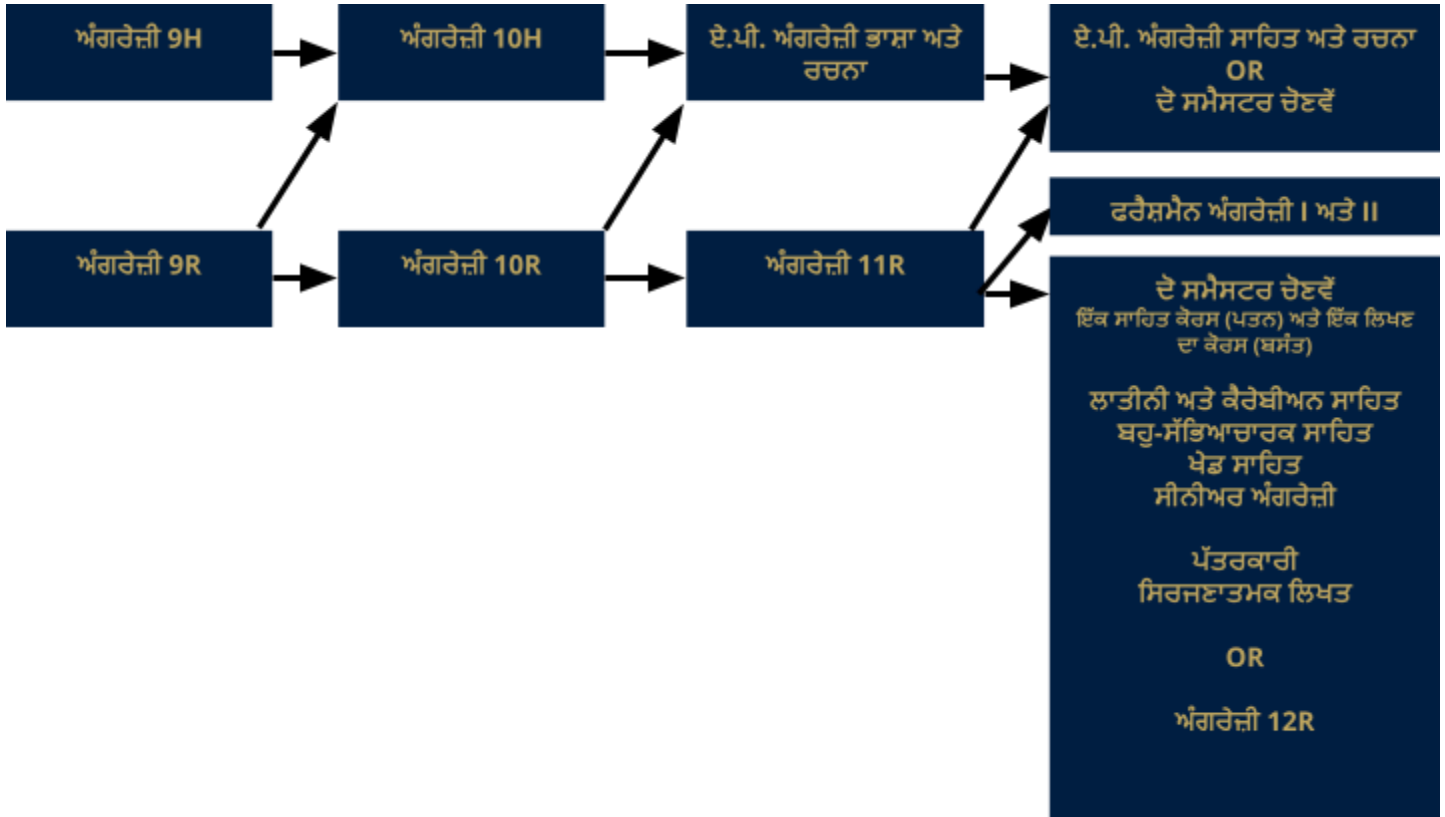 ਅੰਗਰੇਜ਼ੀ 9H
ਅੰਗਰੇਜ਼ੀ 10H
ਏ.ਪੀ. ਅੰਗਰੇਜ਼ੀ ਭਾਸ਼ਾ ਅਤੇ
ਰਚਨਾ
ਏ.ਪੀ. ਅੰਗਰੇਜ਼ੀ ਸਾਹਿਤ ਅਤੇ ਰਚਨਾ
OR
ਦੋ ਸਮੈਸਟਰ ਚੋਣਵੇਂ
ਅੰਗਰੇਜ਼ੀ 9R
ਅੰਗਰੇਜ਼ੀ 10R
ਅੰਗਰੇਜ਼ੀ 11R
ਫਰੈਸ਼ਮੈਨ ਅੰਗਰੇਜ਼ੀ I ਅਤੇ II
ਦੋ ਸਮੈਸਟਰ ਚੋਣਵੇਂ
ਇੱਕ ਸਾਹਿਤ ਕੋਰਸ (ਪਤਨ) ਅਤੇ ਇੱਕ ਲਿਖਣ
ਦਾ ਕੋਰਸ (ਬਸੰਤ)
ਲਾਤੀਨੀ ਅਤੇ ਕੈਰੇਬੀਅਨ ਸਾਹਿਤ
ਬਹੁ-ਸੱਭਿਆਚਾਰਕ ਸਾਹਿਤ
ਖੇਡ ਸਾਹਿਤ
ਸੀਨੀਅਰ ਅੰਗਰੇਜ਼ੀ
ਪੱਤਰਕਾਰੀ
ਸਿਰਜਣਾਤਮਕ ਲਿਖਤ
OR
ਅੰਗਰੇਜ਼ੀ 12R